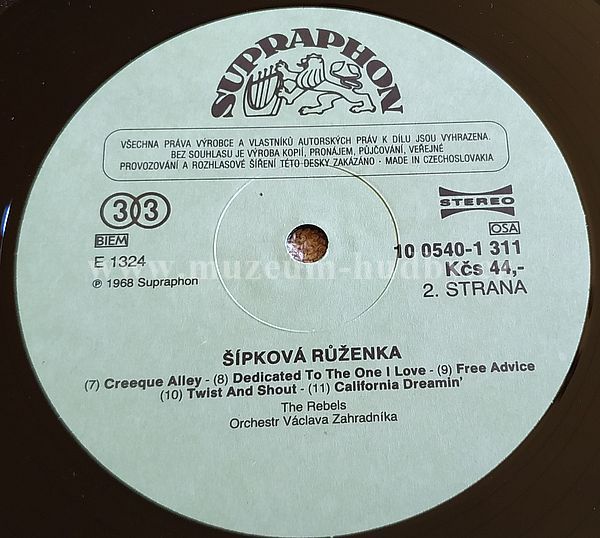 SUPRAPHON
VŠECHNA PRÁVA VÝROBCE A VLASTNÍKŮ AUTORSKÝCH PRÁV K DÍLU JSOU VYHRAZENA.
BEZ SOUHLASU JE VÝROBA KOPIÍ, PRONÁJEM, PŮJČOVÁNÍ, VEŘEJNÉ
PROVOZOVÁNÍ A ROZHLASOVÉ ŠÍŘENÍ TÉTO DESKY ZAKÁZÁNO · MADE IN CZECHOSLOVAKIA
33
STEREO
BIEM
OSA
E 1324
10 0540-1 311
Kčs 44,-
℗ 1968 Supraphon
2. STRANA
ŠÍPKOVÁ RŮŽENKA
(7) Creeque Alley - (8) Dedicated To The One I Love - (9) Free Advice
(10) Twist And Shout - (11) California Dreamin'
The Rebels
Orchestr Václava Zahradníka